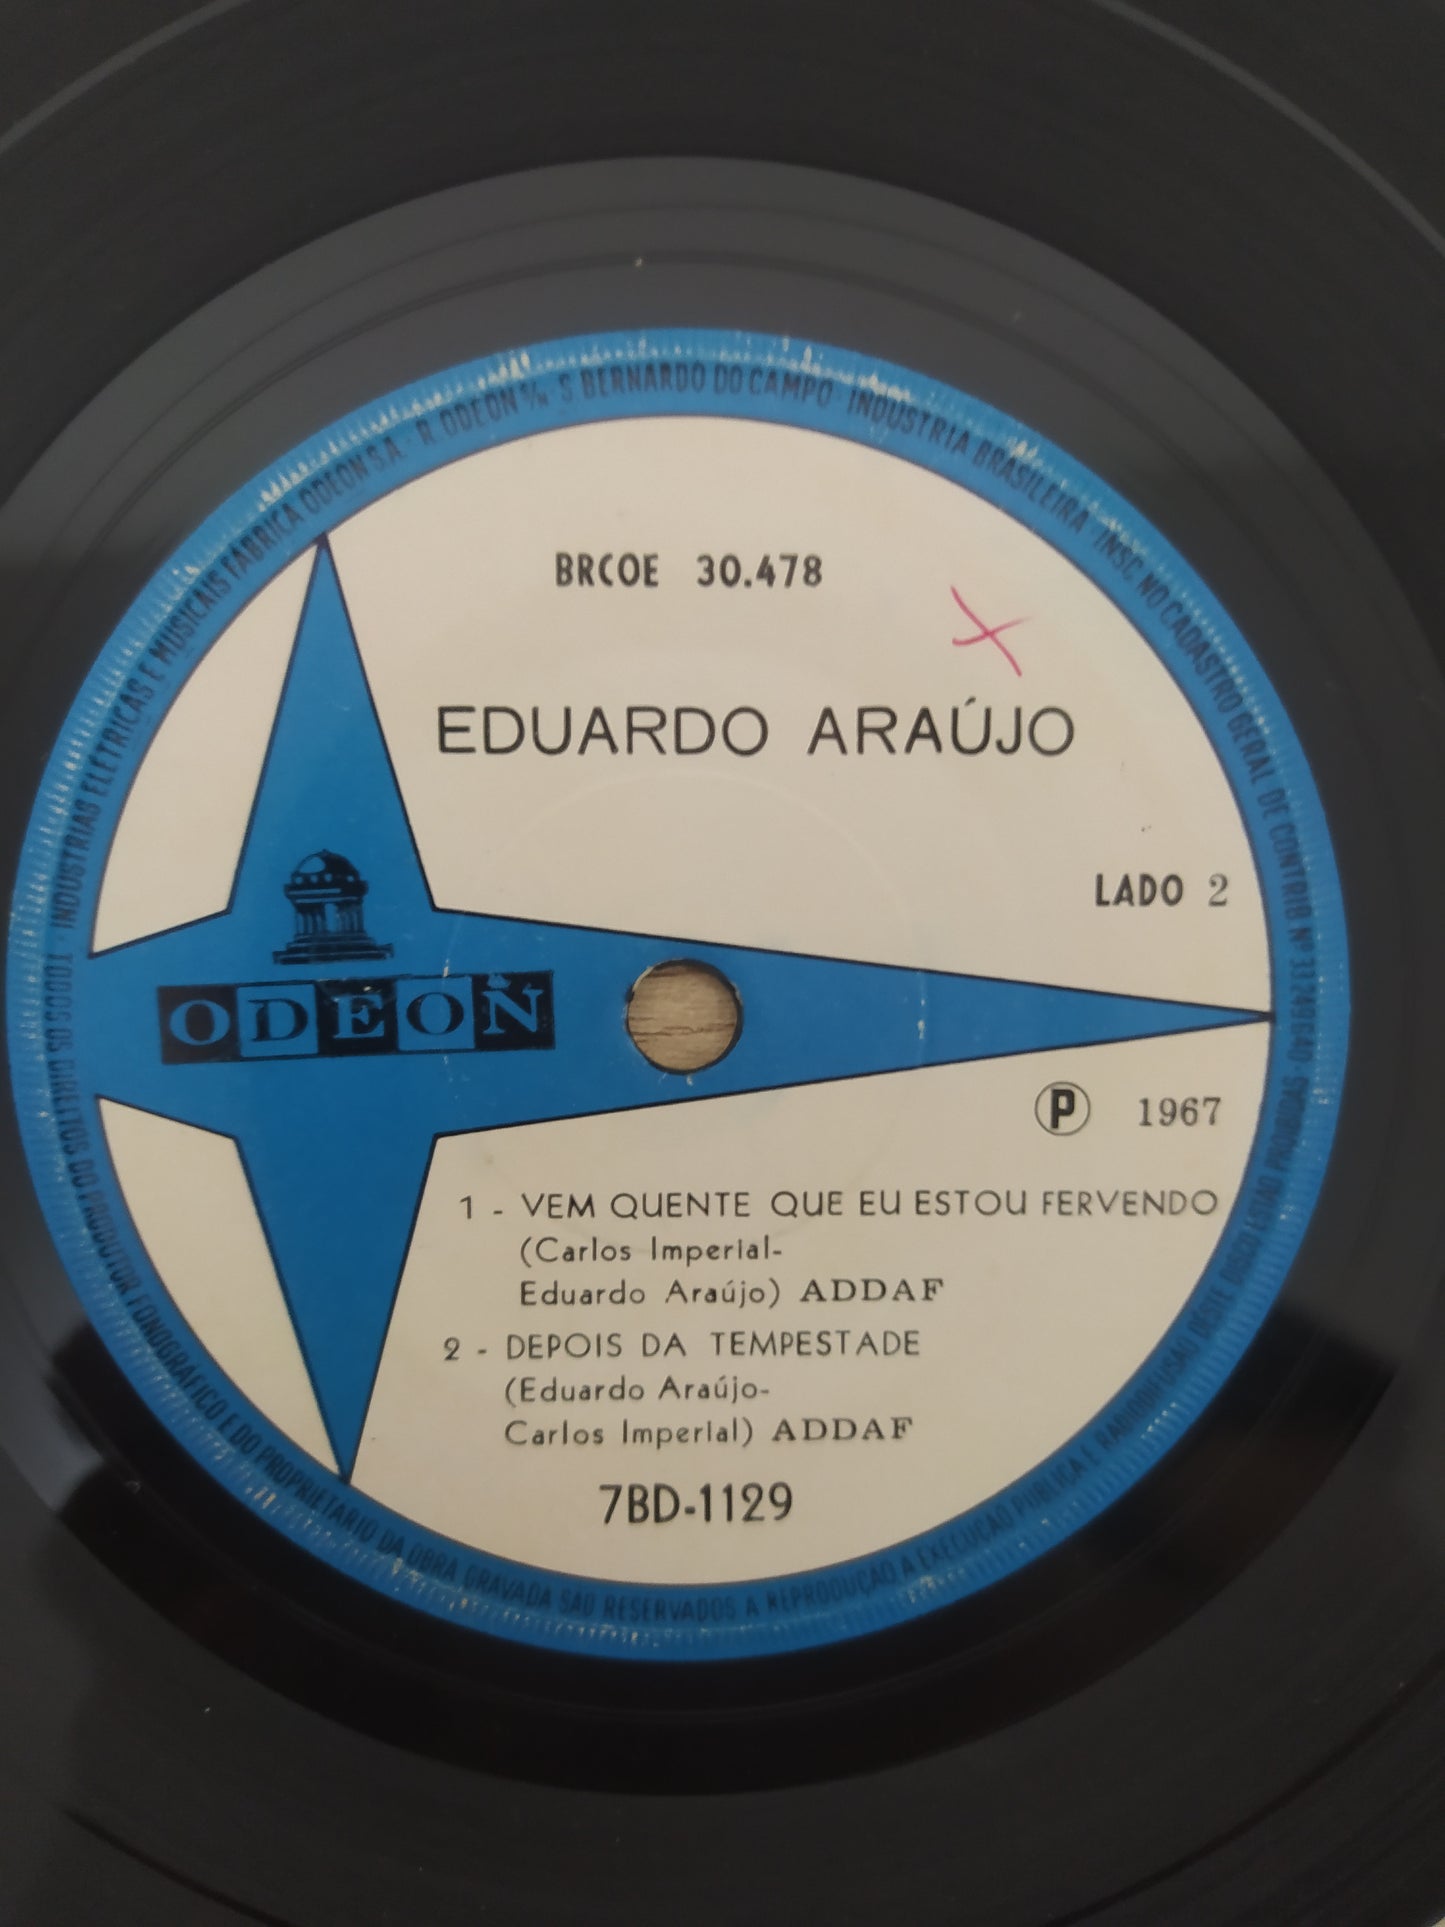 INDUSTRIAS ELETRICAS E MUSICAIS FABRICA ODEON S.A. · R. ODEON S/N · S. BERNARDO DO CAMPO · INDUSTRIA BRASILEIRA · INSC NO CADASTRO GERAL DE CONTRIB Nº
BRCOE 30.478
EDUARDO ARAÚJO
LADO 2
ODEON
P 1967
1 - VEM QUENTE QUE EU ESTOU FERVENDO
(Carlos Imperial-
Eduardo Araújo) ADDAF
2 - DEPOIS DA TEMPESTADE
(Eduardo Araújo-
Carlos Imperial) ADDAF
7BD-1129
TODOS OS DIREITOS DO PRODUTOR FONOGRAFICO E DO PROPRIETARIO DA OBRA GRAVADA SÃO RESERVADOS A REPRODUÇÃO A EXECUÇÃO PUBLICA E RADIODIFUSÃO DESTE DISCO ESTÃO PROIBIDAS